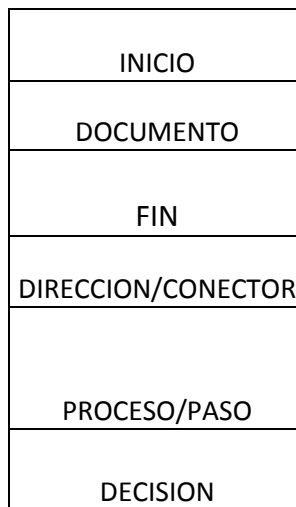 INICIO
DOCUMENTO
FIN
DIRECCION/CONECTOR
PROCESO/PASO
DECISION